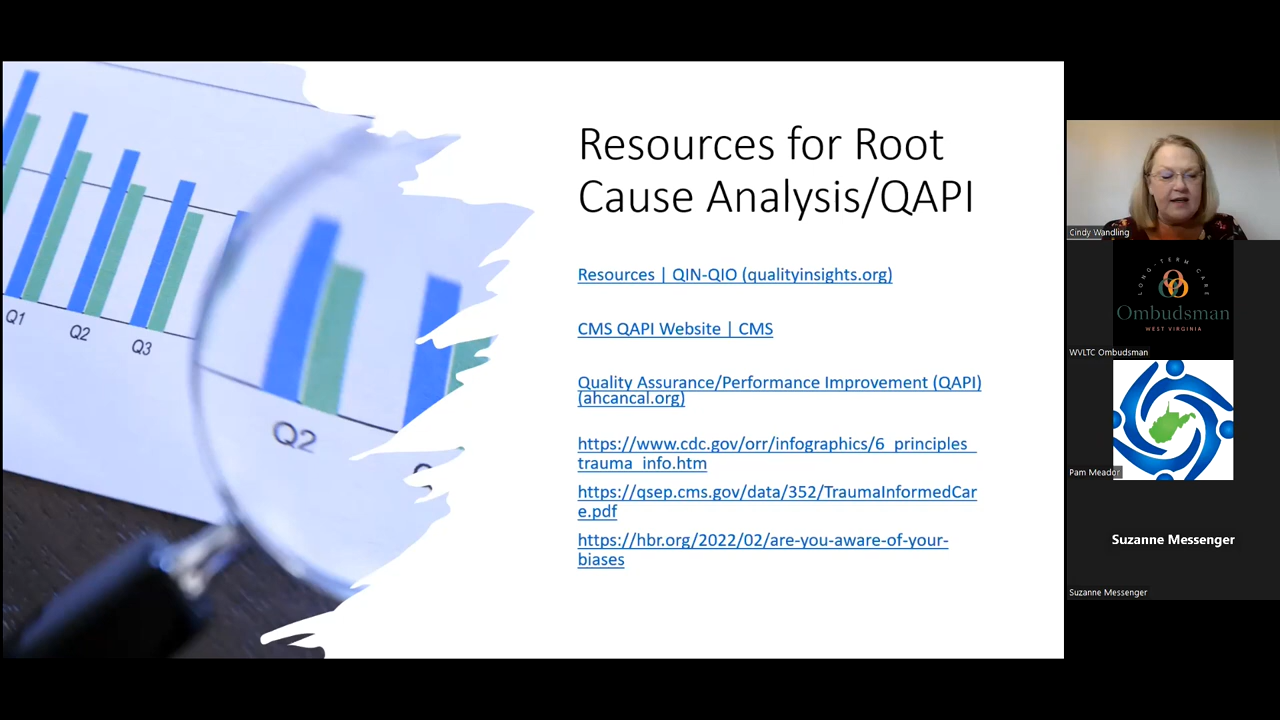 Resources for Root
Cause Analysis/QAPI
Resources | QIN-QIO (qualityinsights.org)
CMS QAPI Website | CMS
Quality Assurance/Performance Improvement (QAPI)
(ahcancal.org)
https://www.cdc.gov/orr/infographics/6_principles_
trauma_info.htm
https://qsep.cms.gov/data/352/TraumaInformedCar
e.pdf
https://hbr.org/2022/02/are-you-aware-of-your-
biases
Q1
Q2
Q3
Q2
Cindy Wandling
LONG-TERM CARE
Ombudsman
WEST VIRGINIA
WVLTC Ombudsman
Pam Meador
Suzanne Messenger
Suzanne Messenger